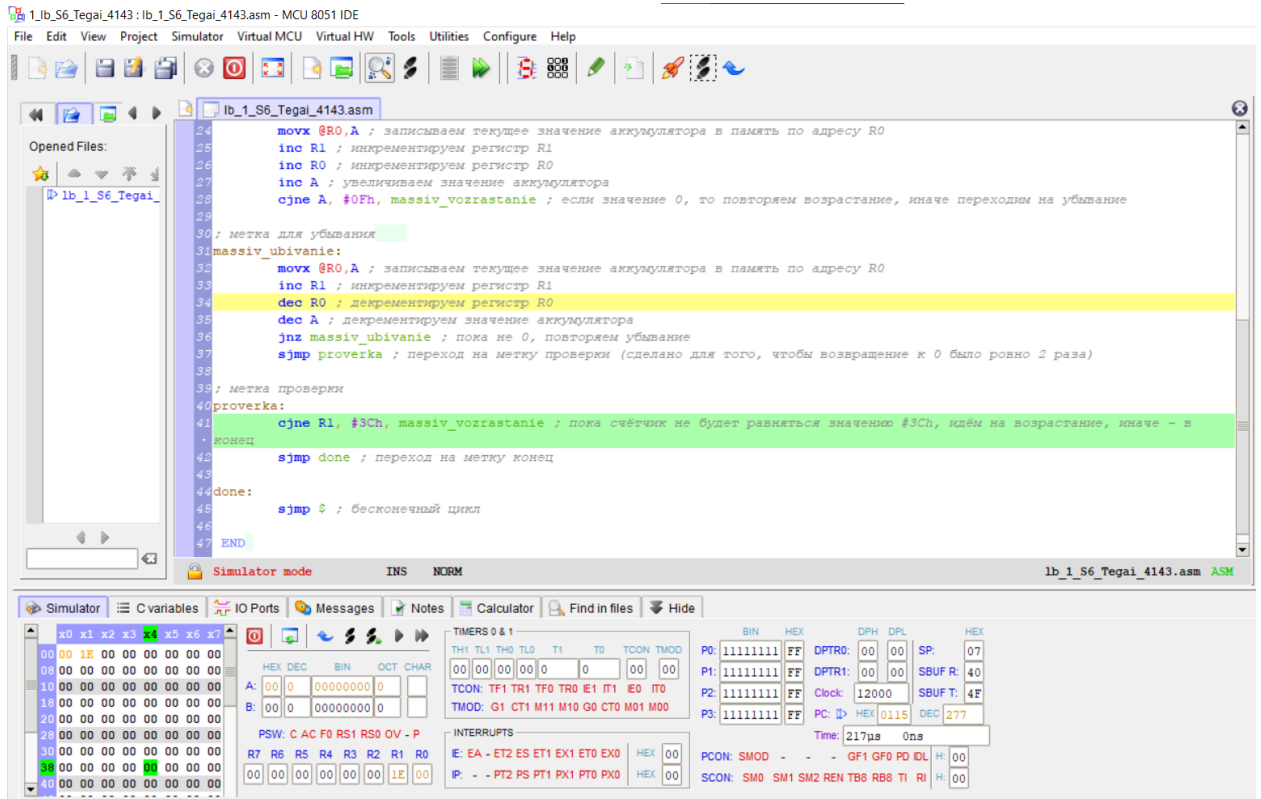 1_lb_S6_Tegai_4143 : lb_1_S6_Tegai_4143.asm - MCU 8051 IDE
File Edit View Project Simulator Virtual MCU Virtual HW Tools Utilities Configure Help
lb_1_S6_Tegai_4143.asm
Opened Files:
lb_1_S6_Tegai_
24 movx @R0,A ; записываем текущее значение аккумулятора в память по адресу R0
25 inc R1 ; инкрементируем регистр R1
26 inc R0 ; инкрементируем регистр R0
27 inc A ; увеличиваем значение аккумулятора
28 cjne A, #0Fh, massiv_vozrastanie ; если значение 0, то повторяем возрастание, иначе переходим на убывание
29
30 ; метка для убывания
31 massiv_ubivanie:
32 movx @R0,A ; записываем текущее значение аккумулятора в память по адресу R0
33 inc R1 ; инкрементируем регистр R1
34 dec R0 ; декрементируем регистр R0
35 dec A ; декрементируем значение аккумулятора
36 jnz massiv_ubivanie ; пока не 0, повторяем убывание
37 sjmp proverka ; переход на метку проверки (сделано для того, чтобы возвращение к 0 было ровно 2 раза)
38
39 ; метка проверки
40 proverka:
41 cjne R1, #3Ch, massiv_vozrastanie ; пока счётчик не будет равняться значению #3Ch, идём на возрастание, иначе - в
конец
42 sjmp done ; переход на метку конец
43
44 done:
45 sjmp $ ; бесконечный цикл
46
47 END
Simulator mode INS NORM lb_1_S6_Tegai_4143.asm ASM
Simulator C variables IO Ports Messages Notes Calculator Find in files Hide
x0 x1 x2 x3 x4 x5 x6 x7
00 00 1E 00 00 00 00 00 00
08 00 00 00 00 00 00 00 00
10 00 00 00 00 00 00 00 00
18 00 00 00 00 00 00 00 00
20 00 00 00 00 00 00 00 00
28 00 00 00 00 00 00 00 00
30 00 00 00 00 00 00 00 00
38 00 00 00 00 00 00 00 00
40 00 00 00 00 00 00 00 00
HEX DEC BIN OCT CHAR
A: 00 0 00000000 0
B: 00 0 00000000 0
PSW: C AC F0 RS1 RS0 OV - P
R7 R6 R5 R4 R3 R2 R1 R0
00 00 00 00 00 00 1E 00
TIMERS 0 & 1
TH1 TL1 TH0 TL0 T1 T0 TCON TMOD
00 00 00 00 0 0 00 00
TCON: TF1 TR1 TF0 TR0 IE1 IT1 IE0 IT0
TMOD: G1 CT1 M11 M10 G0 CT0 M01 M00
INTERRUPTS
IE: EA - ET2 ES ET1 EX1 ET0 EX0 HEX 00
IP: - - PT2 PS PT1 PX1 PT0 PX0 HEX 00
BIN HEX DPH DPL HEX
P0: 11111111 FF DPTR0: 00 00 SP: 07
P1: 11111111 FF DPTR1: 00 00 SBUF R: 40
P2: 11111111 FF Clock: 12000 SBUF T: 4F
P3: 11111111 FF PC: HEX 0115 DEC 277
Time: 217μs 0ns
PCON: SMOD - - - GF1 GF0 PD IDL H: 00
SCON: SM0 SM1 SM2 REN TB8 RB8 TI RI H: 00